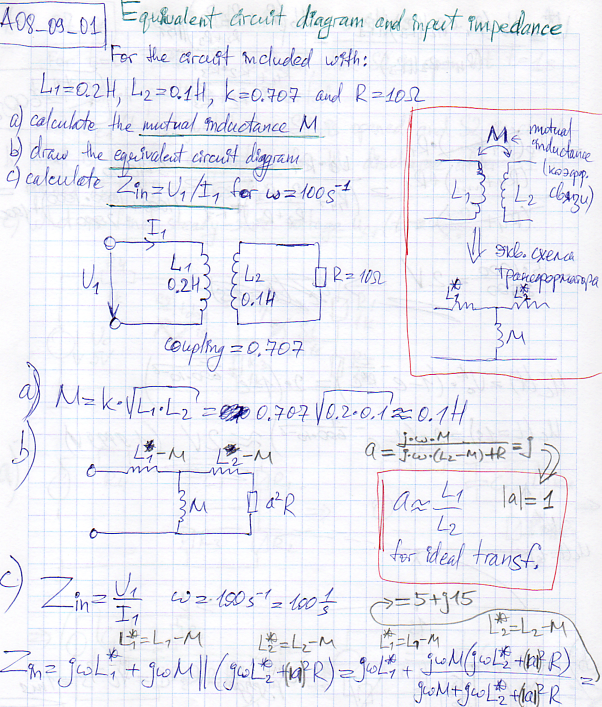 A08_09_01
Equivalent circuit diagram and input impedance
For the circuit included with:
L₁=0.2H, L₂=0.1H, k=0.707 and R=10Ω
a) calculate the mutual inductance M
b) draw the equivalent circuit diagram
c) calculate Zin=U₁/I₁ for ω=100s⁻¹
M ← mutual
inductance
(коэфф.
связи)
L₁ L₂
экв. схема
трансформатора
L₁* L₂*
M
I₁
U₁
L₁
0.2H
L₂
0.1H
R=10Ω
coupling=0.707
a) M=k·√L₁·L₂ = 0.707√0.2·0.1 ≈ 0.1H
b)
L₁*-M L₂*-M
M
a²R
a = j·ω·M / j·ω·(L₂-M)+R = j
a≈ L₁/L₂ |a|=1
for ideal transf.
c) Zin= U₁/I₁ ω=100s⁻¹=100 1/s
→=5+j15
L₁*=L₁-M L₂*=L₂-M L₁*=L₁-M L₂*=L₂-M
Zin=jωL₁*+jωM||(jωL₂*+|a|²R)=jωL₁*+ jωM(jωL₂*+|a|²R) / jωM+jωL₂*+|a|²R =